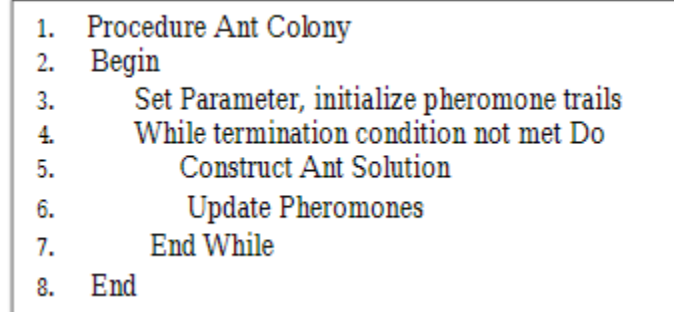 1. Procedure Ant Colony
2. Begin
3. Set Parameter, initialize pheromone trails
4. While termination condition not met Do
5. Construct Ant Solution
6. Update Pheromones
7. End While
8. End